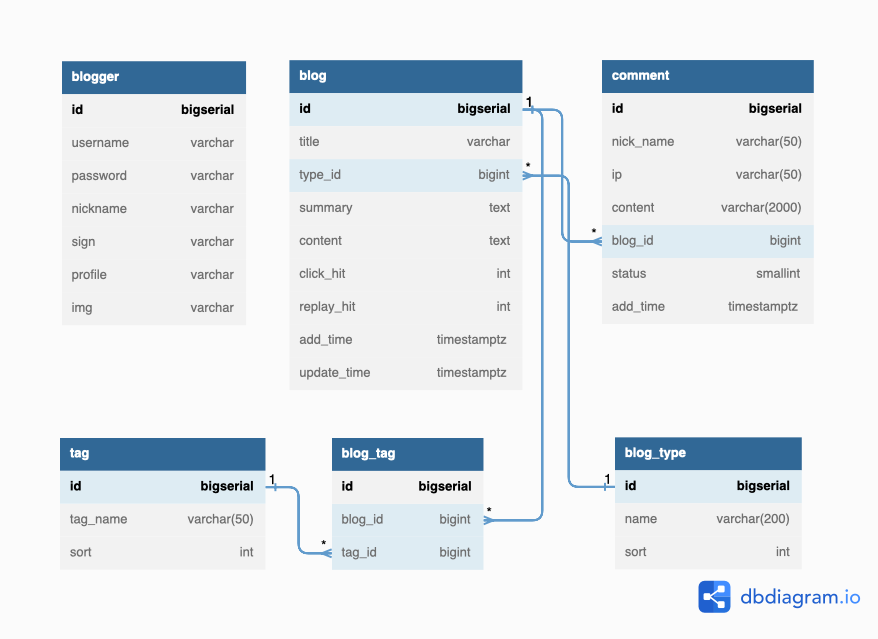 blogger
id bigserial
username varchar
password varchar
nickname varchar
sign varchar
profile varchar
img varchar
blog
id bigserial
title varchar
type_id bigint
summary text
content text
click_hit int
replay_hit int
add_time timestamptz
update_time timestamptz
1
*
comment
id bigserial
nick_name varchar(50)
ip varchar(50)
content varchar(2000)
* blog_id bigint
status smallint
add_time timestamptz
tag
id bigserial 1
tag_name varchar(50)
sort int
blog_tag
id bigserial
blog_id bigint *
* tag_id bigint
blog_type
1 id bigserial
name varchar(200)
sort int
dbdiagram.io